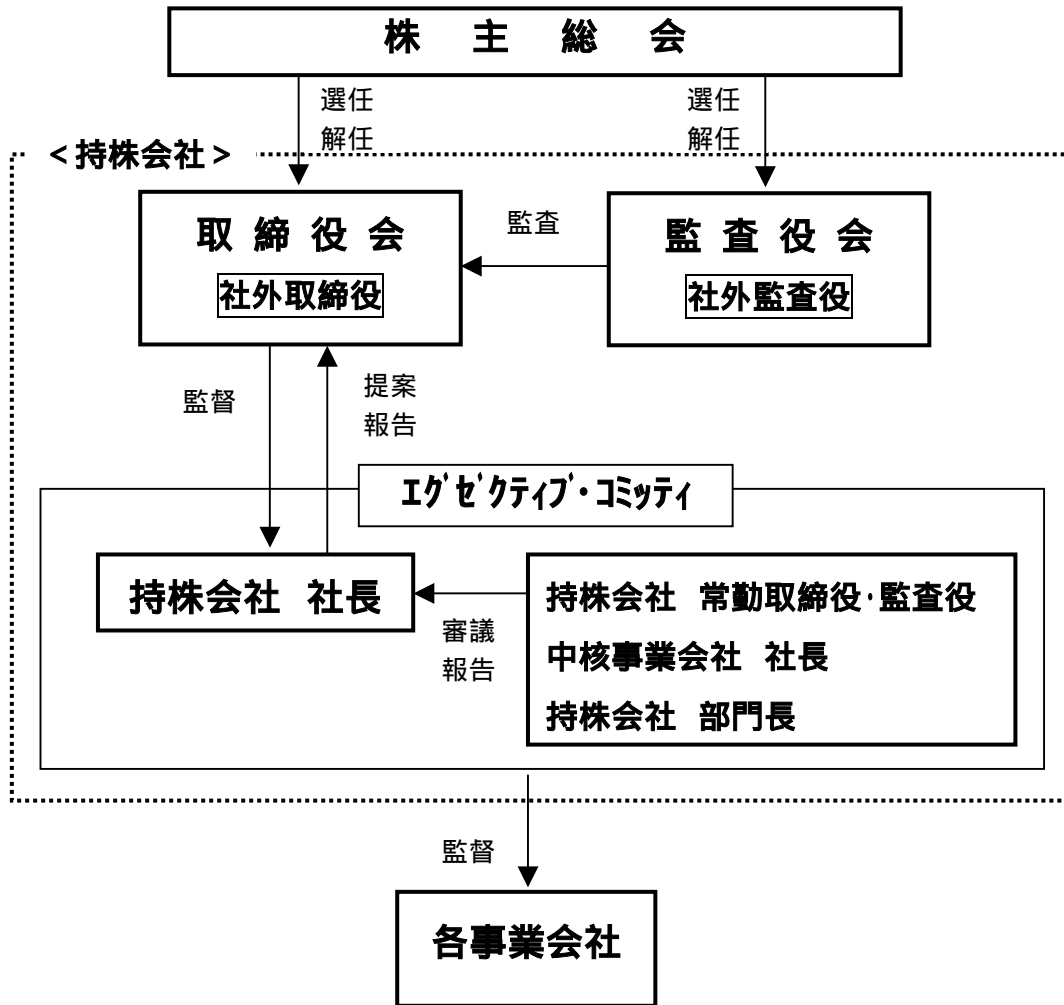 株 主 総 会
選任
解任
選任
解任
＜持株会社＞
取 締 役 会
社外取締役
監査
監 査 役 会
社外監査役
監督
提案
報告
ｴｸﾞｾﾞｸﾃｨﾌﾞ・ｺﾐｯﾃｨ
持株会社 社長
審議
報告
持株会社 常勤取締役･監査役
中核事業会社 社長
持株会社 部門長
監督
各事業会社